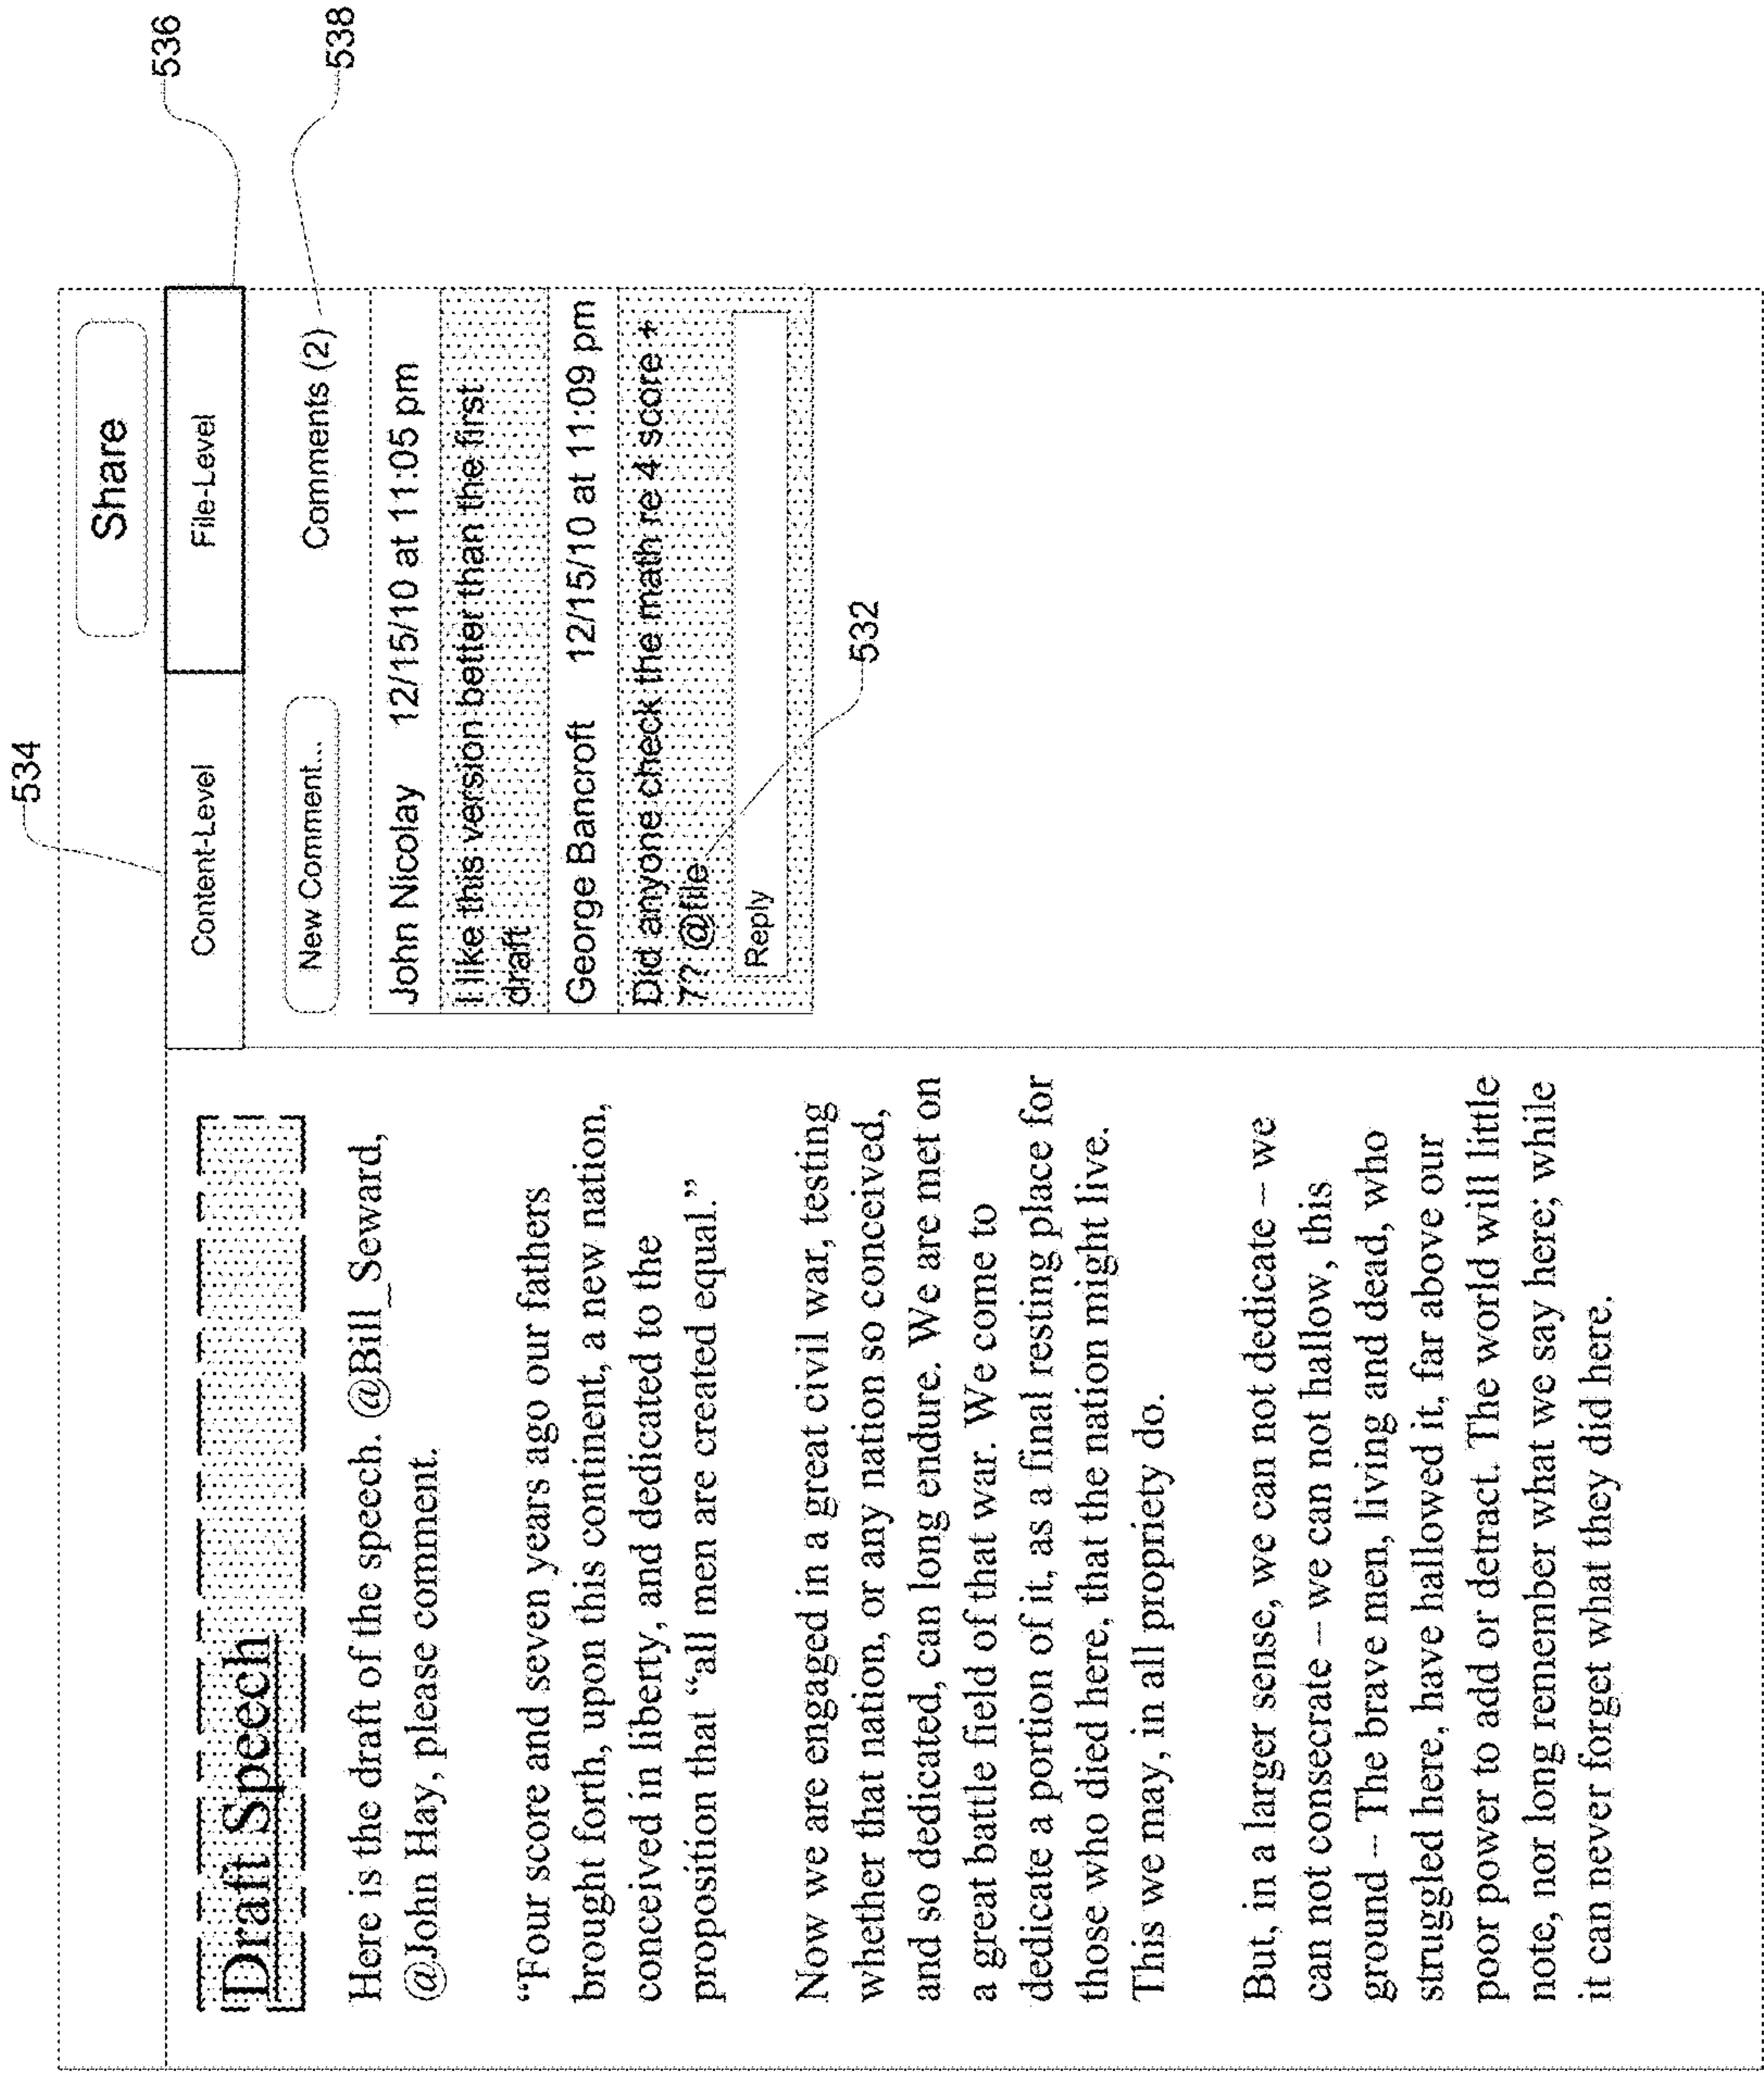 534
536
538
532
Share
Content-Level
File-Level
New Comment...
Comments (2)
John Nicolay 12/15/10 at 11:05 pm
I like this version better than the first
draft
George Bancroft 12/15/10 at 11:09 pm
Did anyone check the math re 4 score +
7?? @file
Reply
Draft Speech
Here is the draft of the speech. @Bill_Seward,
@John Hay, please comment.
“Four score and seven years ago our fathers
brought forth, upon this continent, a new nation,
conceived in liberty, and dedicated to the
proposition that “all men are created equal.”
Now we are engaged in a great civil war, testing
whether that nation, or any nation so conceived,
and so dedicated, can long endure. We are met on
a great battle field of that war. We come to
dedicate a portion of it, as a final resting place for
those who died here, that the nation might live.
This we may, in all propriety do.
But, in a larger sense, we can not dedicate – we
can not consecrate – we can not hallow, this
ground – The brave men, living and dead, who
struggled here, have hallowed it, far above our
poor power to add or detract. The world will little
note, nor long remember what we say here; while
it can never forget what they did here.